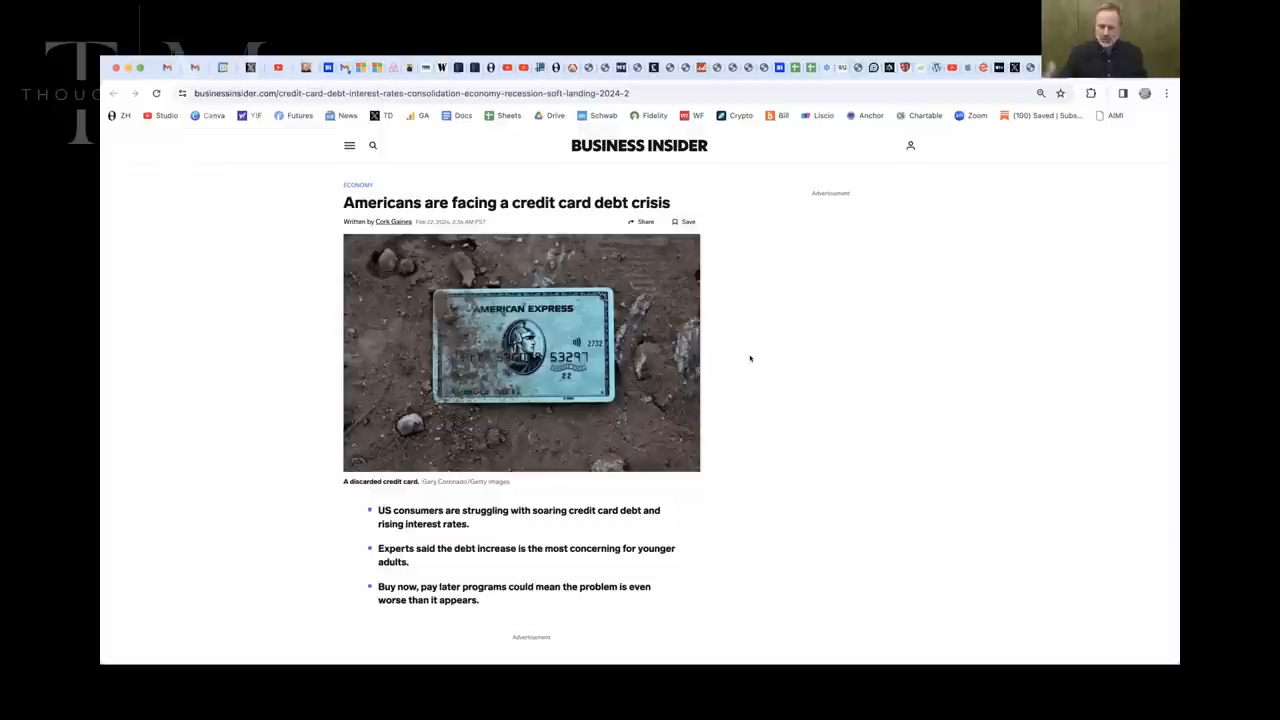 businessinsider.com/credit-card-debt-interest-rates-consolidation-economy-recession-soft-landing-2024-2
ZH Studio Canva Y!F Futures News TD GA Docs Sheets Drive Schwab Fidelity WF Crypto Bill Liscio Anchor Chartable Zoom (100) Saved | Subs... AIMI
BUSINESS INSIDER
ECONOMY
Advertisement
Americans are facing a credit card debt crisis
Written by Cork Gaines Feb 22, 2024, 2:36 AM PST
Share Save
AMERICAN EXPRESS
2732
53297
22
A discarded credit card. Gary Coronado/Getty Images
US consumers are struggling with soaring credit card debt and
rising interest rates.
Experts said the debt increase is the most concerning for younger
adults.
Buy now, pay later programs could mean the problem is even
worse than it appears.
Advertisement